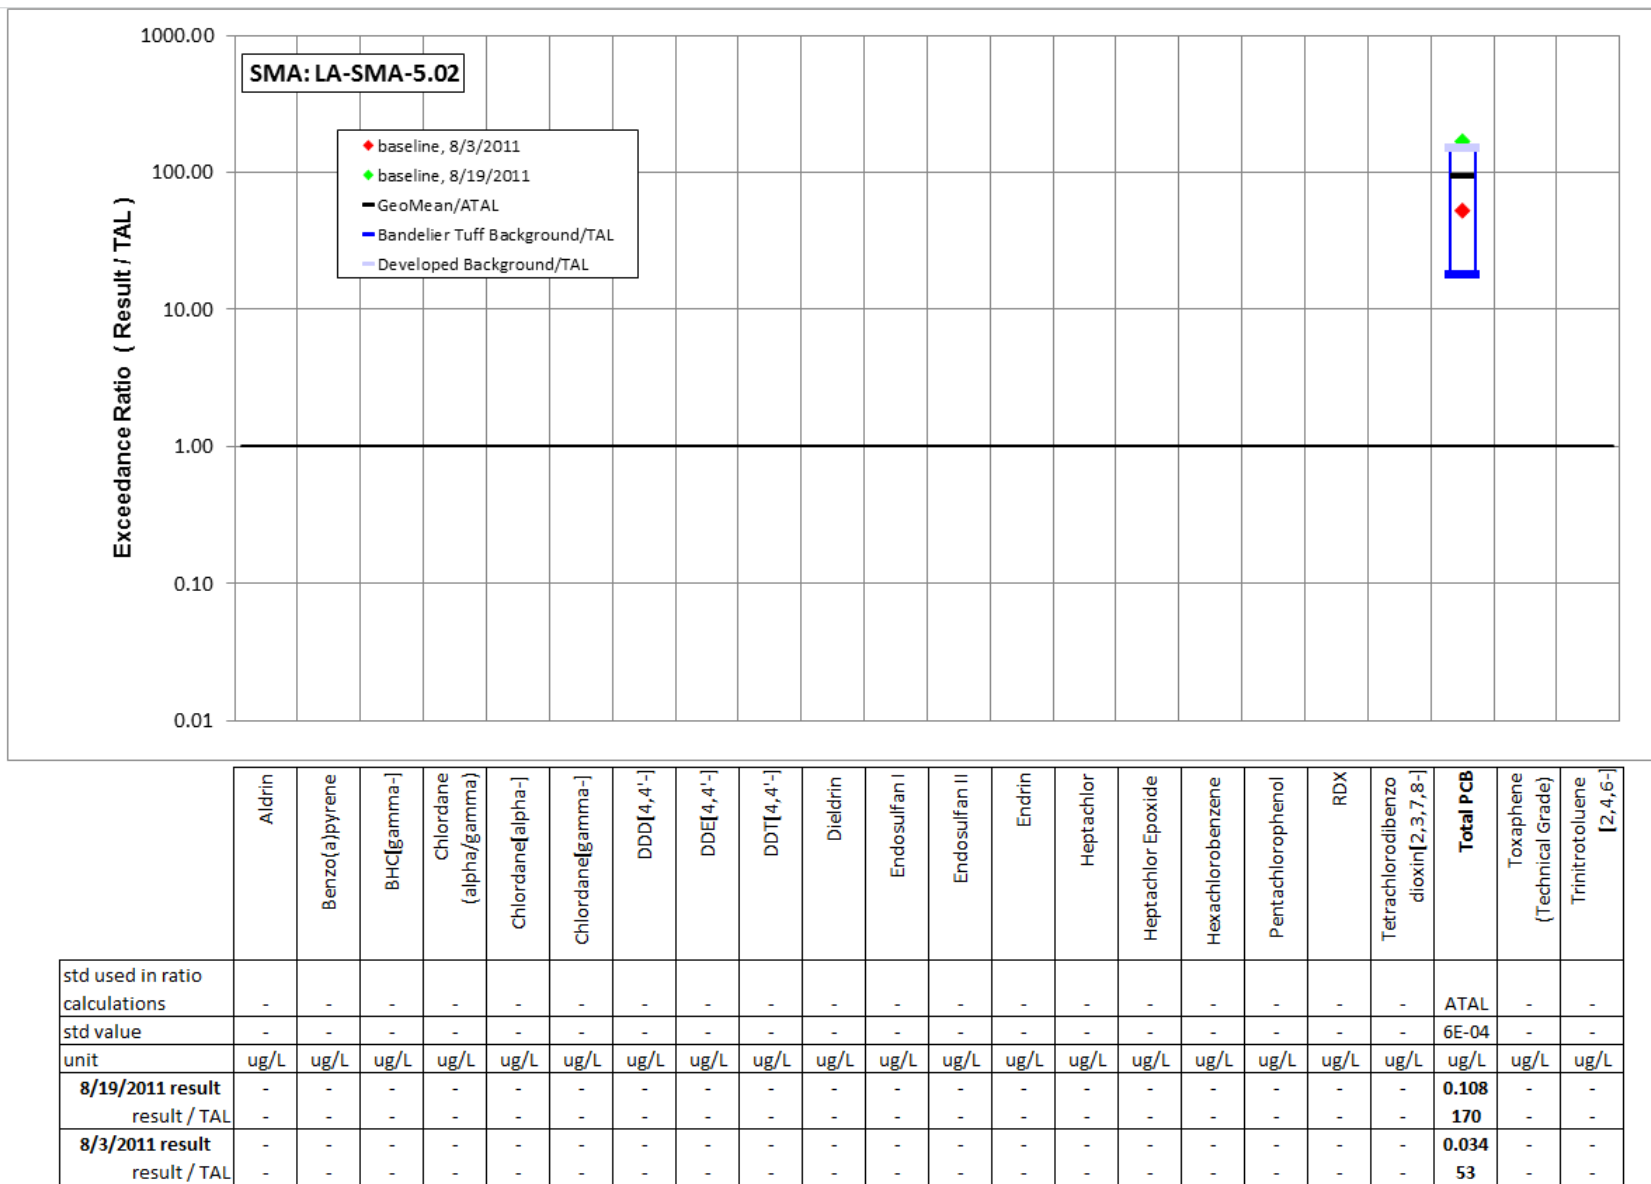 1000.00
SMA: LA-SMA-5.02
baseline, 8/3/2011
baseline, 8/19/2011
GeoMean/ATAL
Bandelier Tuff Background/TAL
Developed Background/TAL
100.00
10.00
1.00
0.10
0.01
Exceedance Ratio ( Result / TAL )
Aldrin
Benzo(a)pyrene
BHC[gamma-]
Chlordane
(alpha/gamma)
Chlordane[alpha-]
Chlordane[gamma-]
DDD[4,4'-]
DDE[4,4'-]
DDT[4,4'-]
Dieldrin
Endosulfan I
Endosulfan II
Endrin
Heptachlor
Heptachlor Epoxide
Hexachlorobenzene
Pentachlorophenol
RDX
Tetrachlorodibenzo
dioxin[2,3,7,8-]
Total PCB
Toxaphene
(Technical Grade)
Trinitrotoluene
[2,4,6-]
std used in ratio
calculations - - - - - - - - - - - - - - - - - - - ATAL - -
std value - - - - - - - - - - - - - - - - - - - 6E-04 - -
unit ug/L ug/L ug/L ug/L ug/L ug/L ug/L ug/L ug/L ug/L ug/L ug/L ug/L ug/L ug/L ug/L ug/L ug/L ug/L ug/L ug/L ug/L
8/19/2011 result - - - - - - - - - - - - - - - - - - - 0.108 - -
result / TAL - - - - - - - - - - - - - - - - - - - 170 - -
8/3/2011 result - - - - - - - - - - - - - - - - - - - 0.034 - -
result / TAL - - - - - - - - - - - - - - - - - - - 53 - -